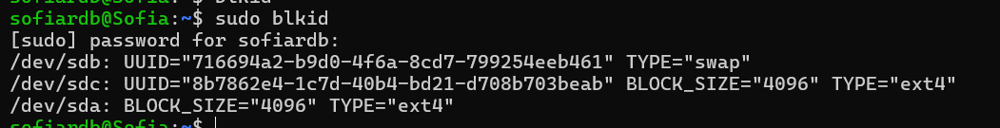 blkid
sofiardb@Sofia:~$ sudo blkid
[sudo] password for sofiardb:
/dev/sdb: UUID="716694a2-b9d0-4f6a-8cd7-799254eeb461" TYPE="swap"
/dev/sdc: UUID="8b7862e4-1c7d-40b4-bd21-d708b703beab" BLOCK_SIZE="4096" TYPE="ext4"
/dev/sda: BLOCK_SIZE="4096" TYPE="ext4"
sofiardb@Sofia:~$